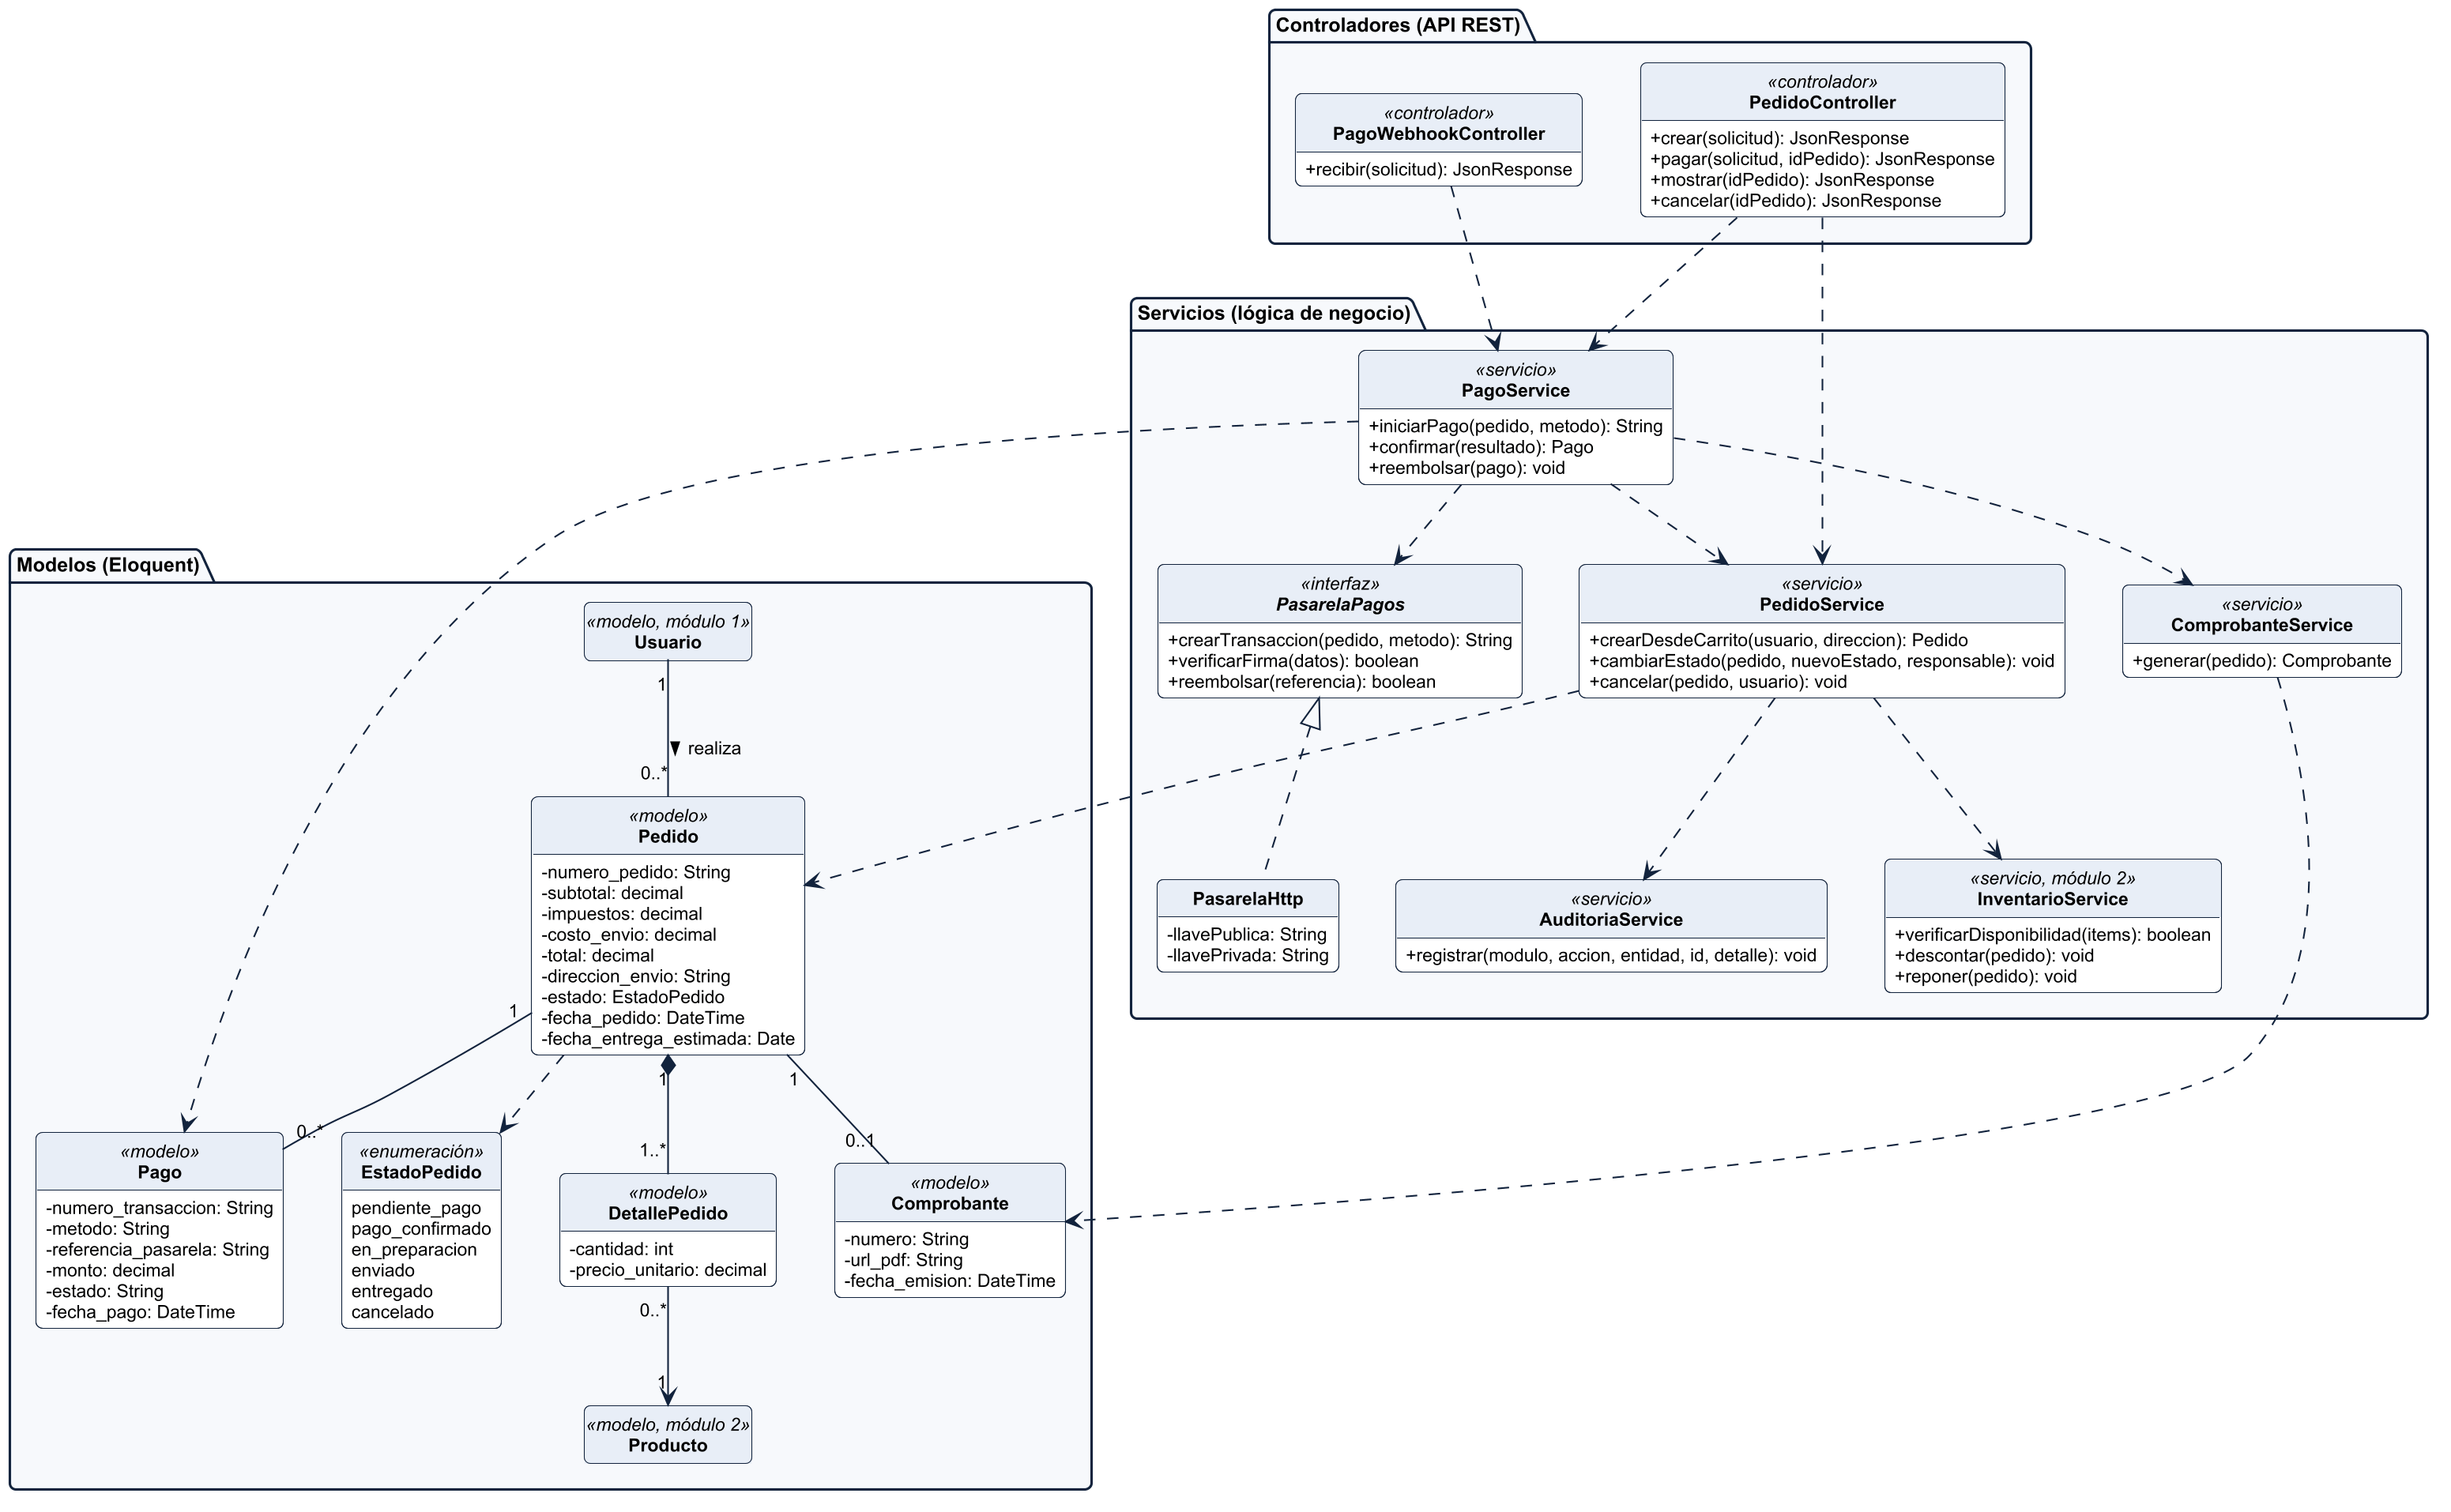 Controladores (API REST)
«controlador»
PagoWebhookController
+recibir(solicitud): JsonResponse
«controlador»
PedidoController
+crear(solicitud): JsonResponse
+pagar(solicitud, idPedido): JsonResponse
+mostrar(idPedido): JsonResponse
+cancelar(idPedido): JsonResponse
Servicios (lógica de negocio)
«servicio»
PagoService
+iniciarPago(pedido, metodo): String
+confirmar(resultado): Pago
+reembolsar(pago): void
«interfaz»
PasarelaPagos
+crearTransaccion(pedido, metodo): String
+verificarFirma(datos): boolean
+reembolsar(referencia): boolean
«servicio»
PedidoService
+crearDesdeCarrito(usuario, direccion): Pedido
+cambiarEstado(pedido, nuevoEstado, responsable): void
+cancelar(pedido, usuario): void
«servicio»
ComprobanteService
+generar(pedido): Comprobante
PasarelaHttp
-llavePublica: String
-llavePrivada: String
«servicio»
AuditoriaService
+registrar(modulo, accion, entidad, id, detalle): void
«servicio, módulo 2»
InventarioService
+verificarDisponibilidad(items): boolean
+descontar(pedido): void
+reponer(pedido): void
Modelos (Eloquent)
«modelo, módulo 1»
Usuario
1
realiza
0..*
«modelo»
Pedido
-numero_pedido: String
-subtotal: decimal
-impuestos: decimal
-costo_envio: decimal
-total: decimal
-direccion_envio: String
-estado: EstadoPedido
-fecha_pedido: DateTime
-fecha_entrega_estimada: Date
1
1
1
0..*
1..*
0..1
«modelo»
Pago
-numero_transaccion: String
-metodo: String
-referencia_pasarela: String
-monto: decimal
-estado: String
-fecha_pago: DateTime
«enumeración»
EstadoPedido
pendiente_pago
pago_confirmado
en_preparacion
enviado
entregado
cancelado
«modelo»
DetallePedido
-cantidad: int
-precio_unitario: decimal
«modelo»
Comprobante
-numero: String
-url_pdf: String
-fecha_emision: DateTime
0..*
1
«modelo, módulo 2»
Producto